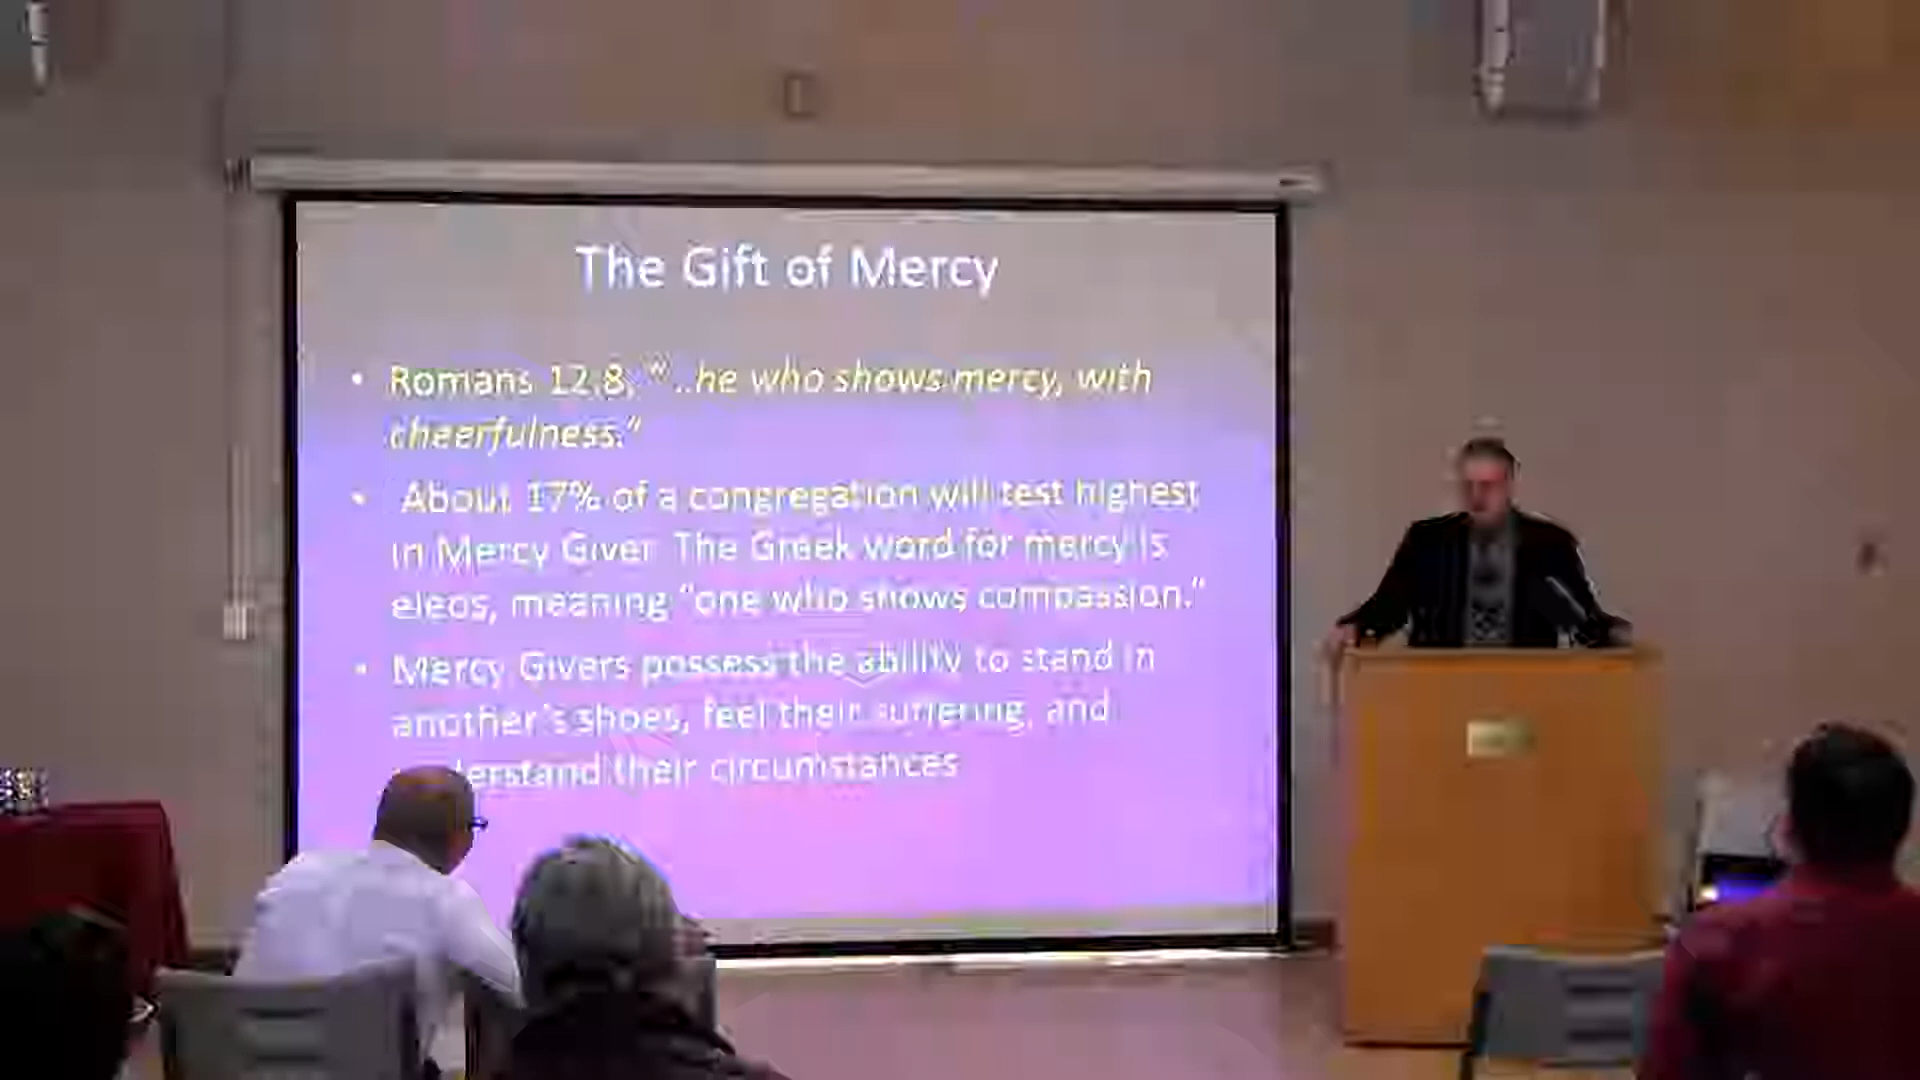 The Gift of Mercy
• Romans 12:8, "...he who shows mercy, with
cheerfulness."
• About 17% of a congregation will test highest
in Mercy Giver. The Greek word for mercy is
eleos, meaning "one who shows compassion."
• Mercy Givers possess the ability to stand in
another's shoes, feel their suffering, and
understand their circumstances